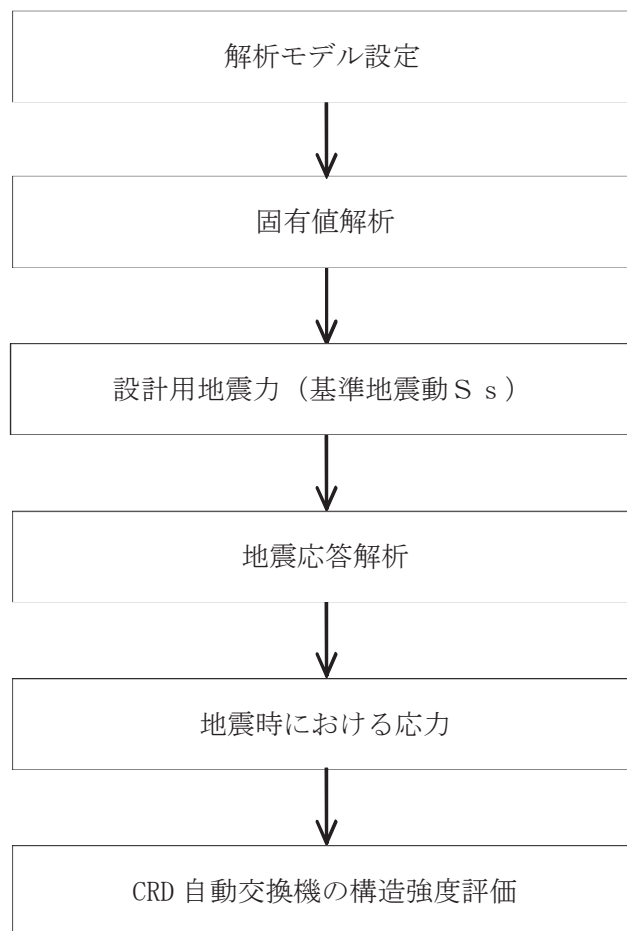 解析モデル設定
固有値解析
設計用地震力（基準地震動Ｓｓ）
地震応答解析
地震時における応力
CRD 自動交換機の構造強度評価